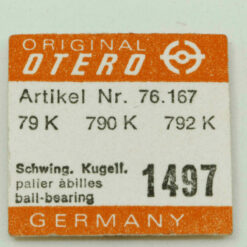 ORIGINAL
OTERO
Artikel Nr. 76.167
79 K 790 K 792 K
Schwing. Kugell.
palier àbilles
ball-bearing
1497
GERMANY